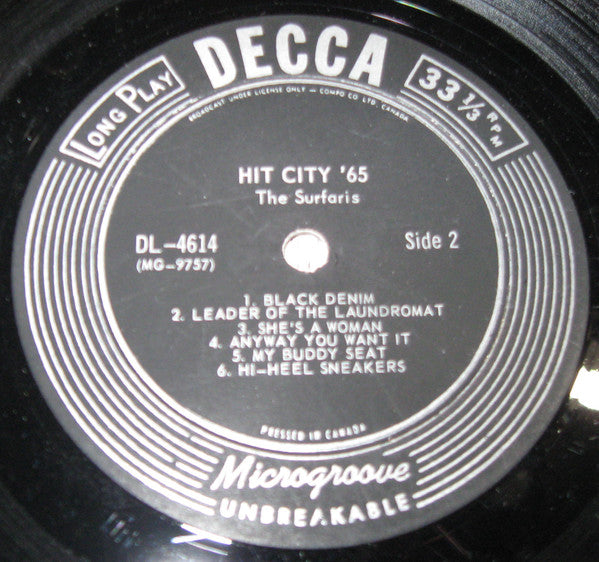 DECCA
LONG PLAY
33 1/3 RPM
BROADCAST UNDER LICENSE ONLY — COMPO CO LTD. CANADA
HIT CITY '65
The Surfaris
DL-4614
(MG-9757)
Side 2
1. BLACK DENIM
2. LEADER OF THE LAUNDROMAT
3. SHE'S A WOMAN
4. ANYWAY YOU WANT IT
5. MY BUDDY SEAT
6. HI-HEEL SNEAKERS
PRESSED IN CANADA
Microgroove
UNBREAKABLE